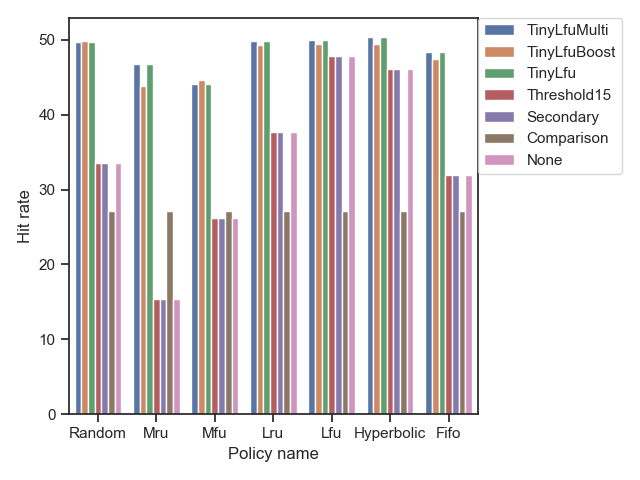 TinyLfuMulti
TinyLfuBoost
TinyLfu
Threshold15
Secondary
Comparison
None
50
40
30
20
10
0
Hit rate
Random Mru Mfu Lru Lfu Hyperbolic Fifo
Policy name